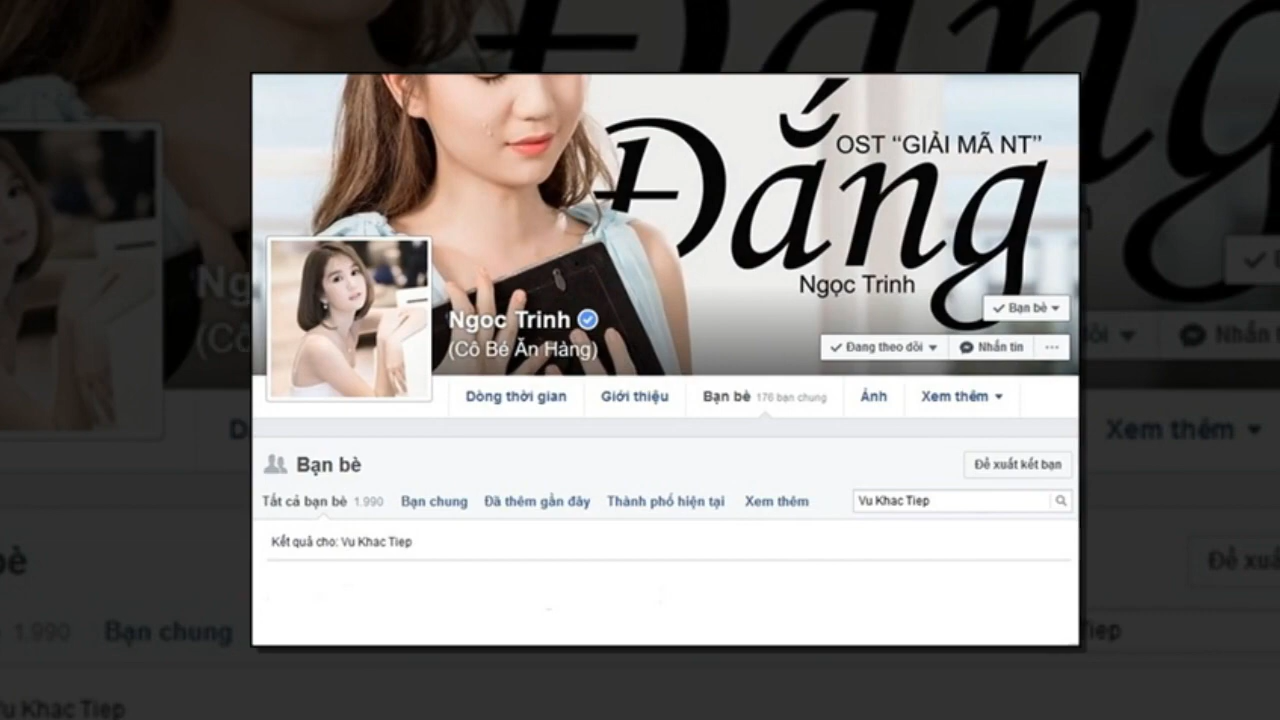 OST “GIẢI MÃ NT”
Đắng
Ngọc Trinh
Bạn bè
Ngoc Trinh
(Cô Bé Ăn Hàng)
Đang theo dõi
Nhắn tin
Dòng thời gian
Giới thiệu
Bạn bè 176 bạn chung
Ảnh
Xem thêm
Bạn bè
Đề xuất kết bạn
Tất cả bạn bè 1.990
Bạn chung
Đã thêm gần đây
Thành phố hiện tại
Xem thêm
Vu Khac Tiep
Kết quả cho: Vu Khac Tiep